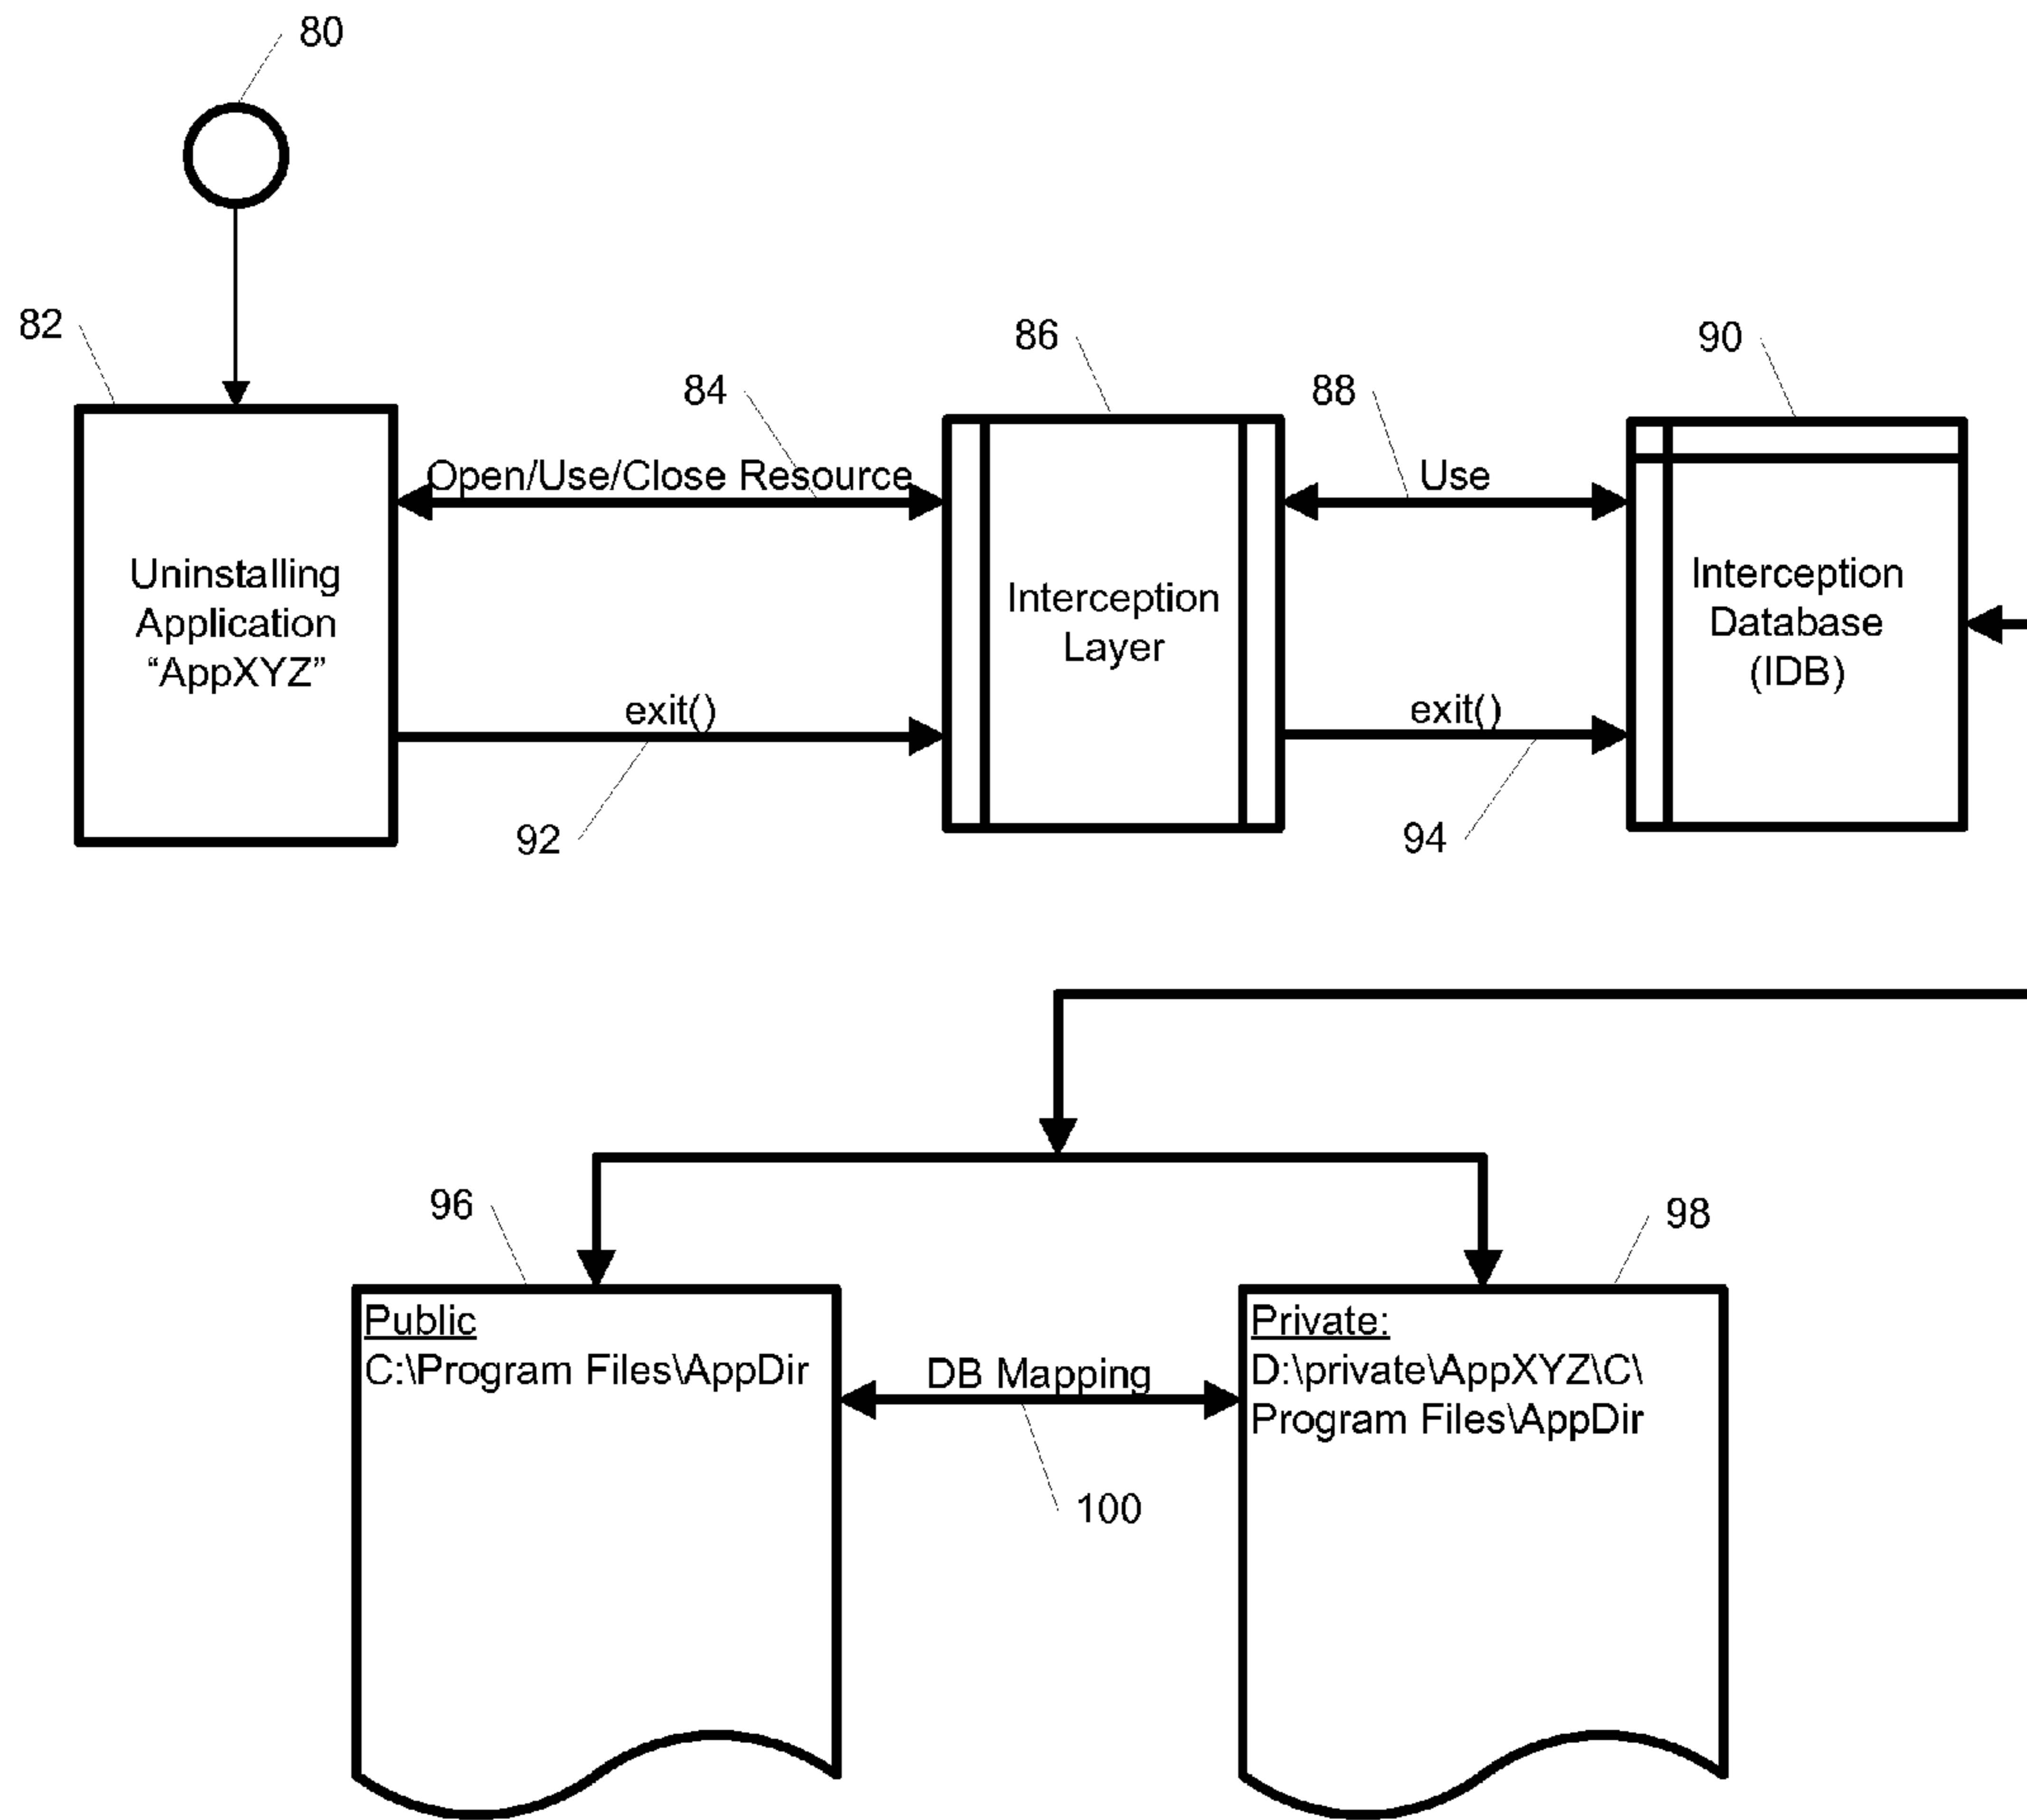 80
82
84
86
88
90
Open/Use/Close Resource
Use
Uninstalling
Application
“AppXYZ”
Interception
Layer
Interception
Database
(IDB)
exit()
exit()
92
94
96
98
Public
C:\Program Files\AppDir
DB Mapping
Private:
D:\private\AppXYZ\C\
Program Files\AppDir
100